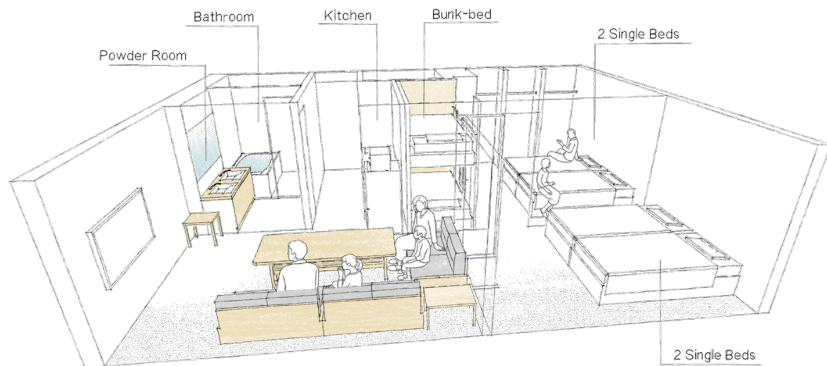 Bathroom
Kitchen
Bunk-bed
2 Single Beds
Powder Room
2 Single Beds